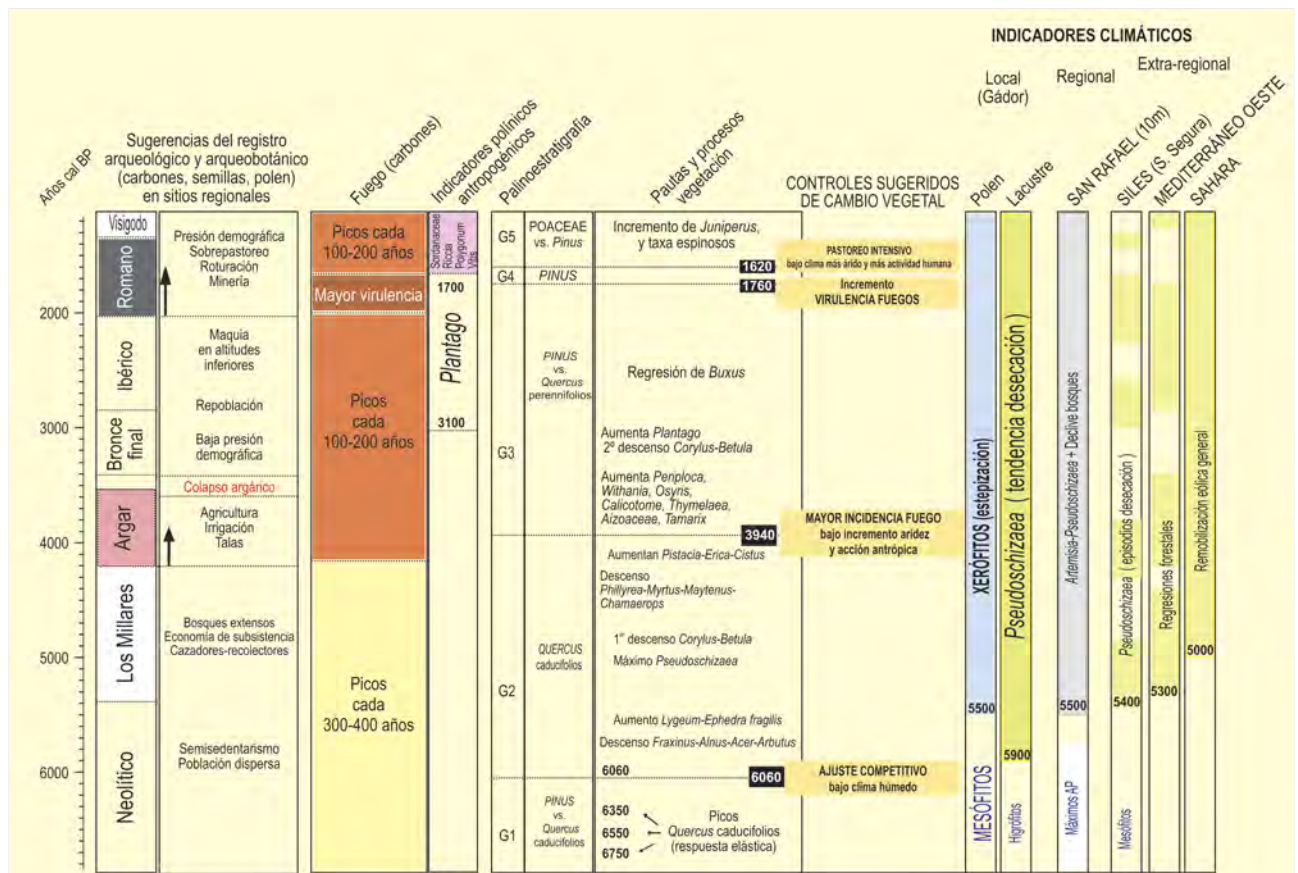 INDICADORES CLIMÁTICOS
Local
(Gádor)
Regional
Extra-regional
Años cal BP
Sugerencias del registro
arqueológico y arqueobotánico
(carbones, semillas, polen)
en sitios regionales
Fuego (carbones)
Indicadores polínicos
antropogénicos
Palinoestratigrafía
Pautas y procesos
vegetación
CONTROLES SUGERIDOS
DE CAMBIO VEGETAL
Polen
Lacustre
SAN RAFAEL (10m)
SILES (S. Segura)
MEDITERRÁNEO OESTE
SAHARA
2000
3000
4000
5000
6000
Visigodo
Romano
Ibérico
Bronce
final
Argar
Los Millares
Neolítico
Presión demográfica
Sobrepastoreo
Roturación
Minería
Maquia
en altitudes
inferiores
Repoblación
Baja presión
demográfica
Colapso argárico
Agricultura
Irrigación
Talas
Bosques extensos
Economía de subsistencia
Cazadores-recolectores
Semisedentarismo
Población dispersa
Picos cada
100-200 años
Mayor virulencia
Picos
cada
100-200 años
Picos
cada
300-400 años
Sordariaceae
Riccia
Polygonum
Vitis
1700
Plantago
3100
G5
G4
G3
G2
G1
POACEAE
vs. Pinus
PINUS
PINUS
vs.
Quercus
perennifolios
QUERCUS
caducifolios
PINUS
vs.
Quercus
caducifolios
Incremento de Juniperus,
y taxa espinosos
1620
1760
Regresión de Buxus
Aumenta Plantago
2º descenso Corylus-Betula
Aumenta Periploca,
Withania, Osyris,
Calicotome, Thymelaea,
Aizoaceae, Tamarix
3940
Aumentan Pistacia-Erica-Cistus
Descenso
Phillyrea-Myrtus-Maytenus-
Chamaerops
1er descenso Corylus-Betula
Máximo Pseudoschizaea
Aumento Lygeum-Ephedra fragilis
Descenso Fraxinus-Alnus-Acer-Arbutus
6060
6060
6350
6550
6750
Picos
Quercus caducifolios
(respuesta elástica)
PASTOREO INTENSIVO
bajo clima más árido y más actividad humana
Incremento
VIRULENCIA FUEGOS
MAYOR INCIDENCIA FUEGO
bajo incremento aridez
y acción antrópica
AJUSTE COMPETITIVO
bajo clima húmedo
XERÓFITOS (estepización)
5500
MESÓFITOS
Pseudoschizaea ( tendencia desecación)
5900
Higrófitos
Artemisia-Pseudoschizaea + Declive bosques
5500
Máximos AP
Pseudoschizaea ( episodios desecación )
5400
Mesófitos
Regresiones forestales
5300
Remobilización eólica general
5000